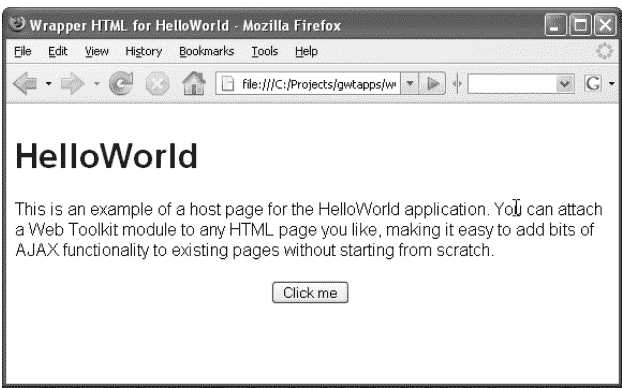 Wrapper HTML for HelloWorld - Mozilla Firefox
File Edit View History Bookmarks Tools Help
file:///C:/Projects/gwtapps/w
G
HelloWorld
This is an example of a host page for the HelloWorld application. You can attach
a Web Toolkit module to any HTML page you like, making it easy to add bits of
AJAX functionality to existing pages without starting from scratch.
Click me